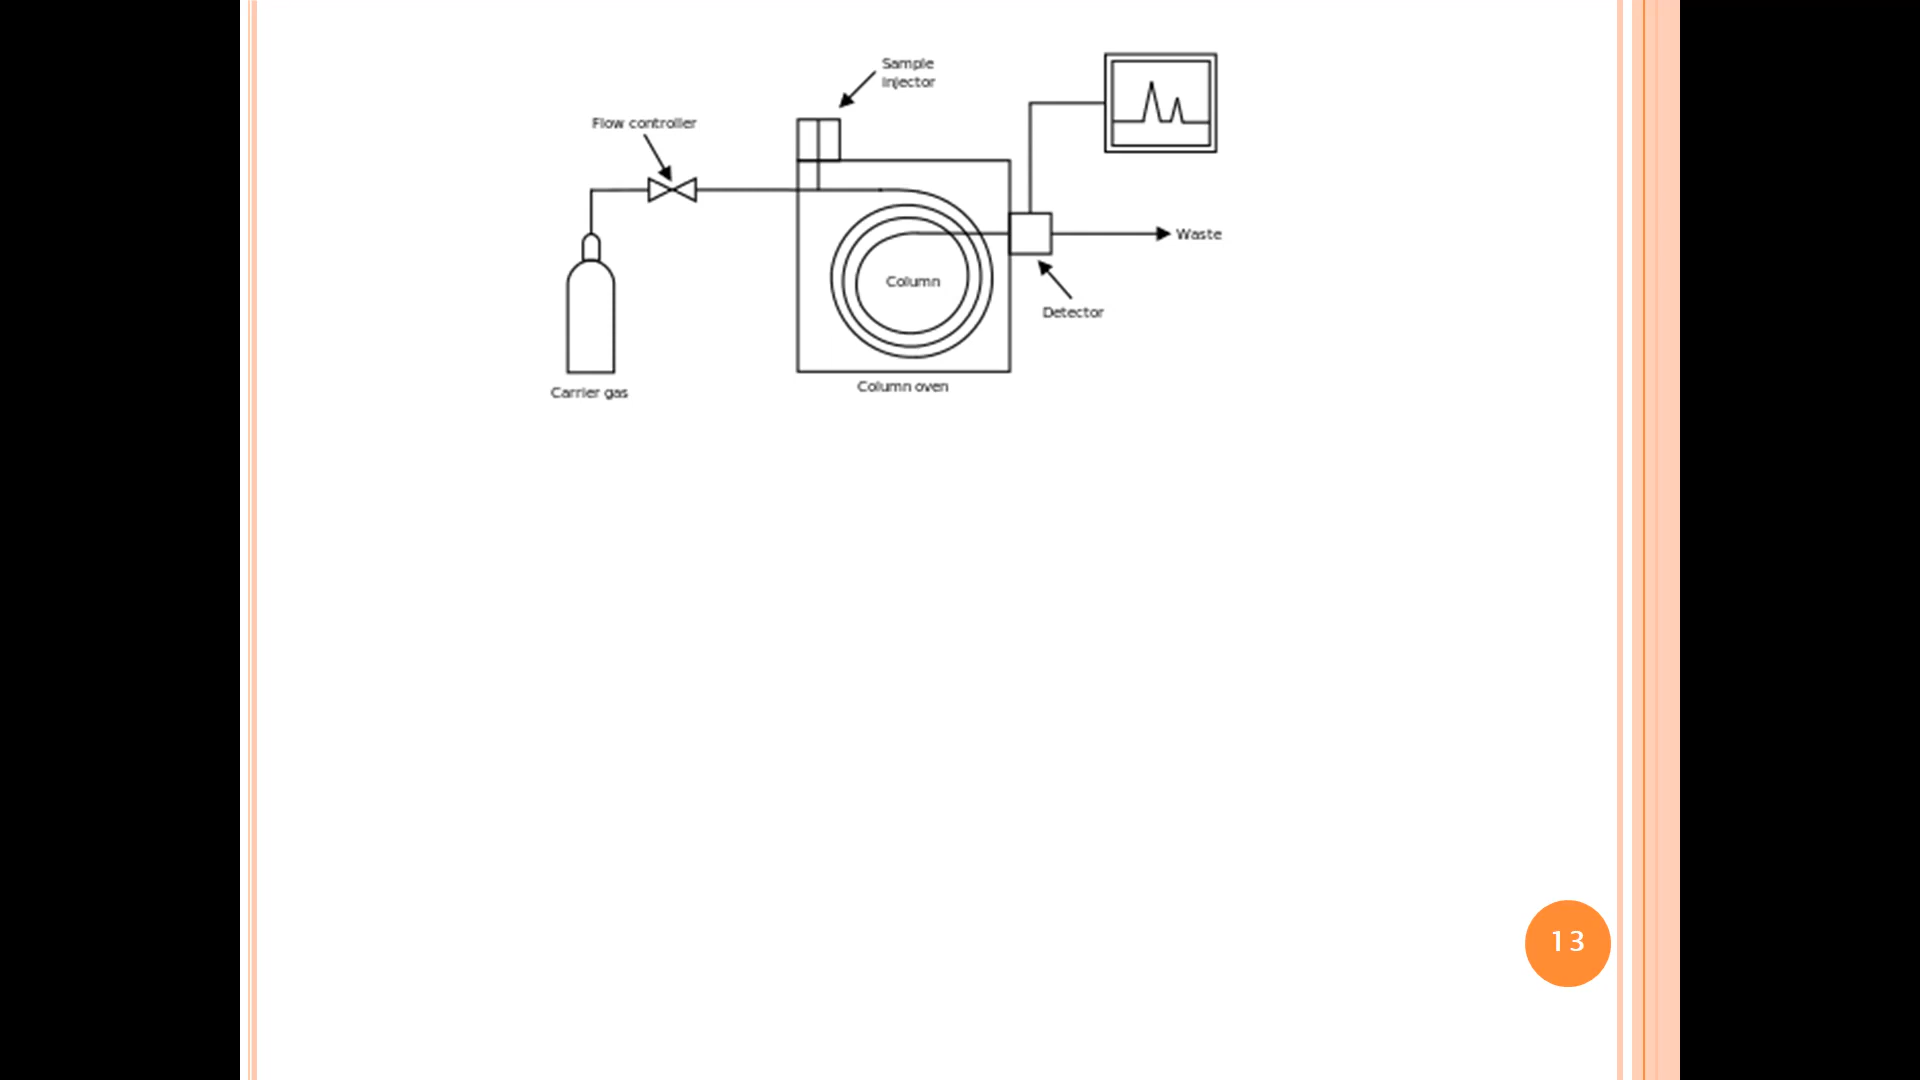 Sample
injector
Flow controller
Waste
Column
Detector
Column oven
Carrier gas
13